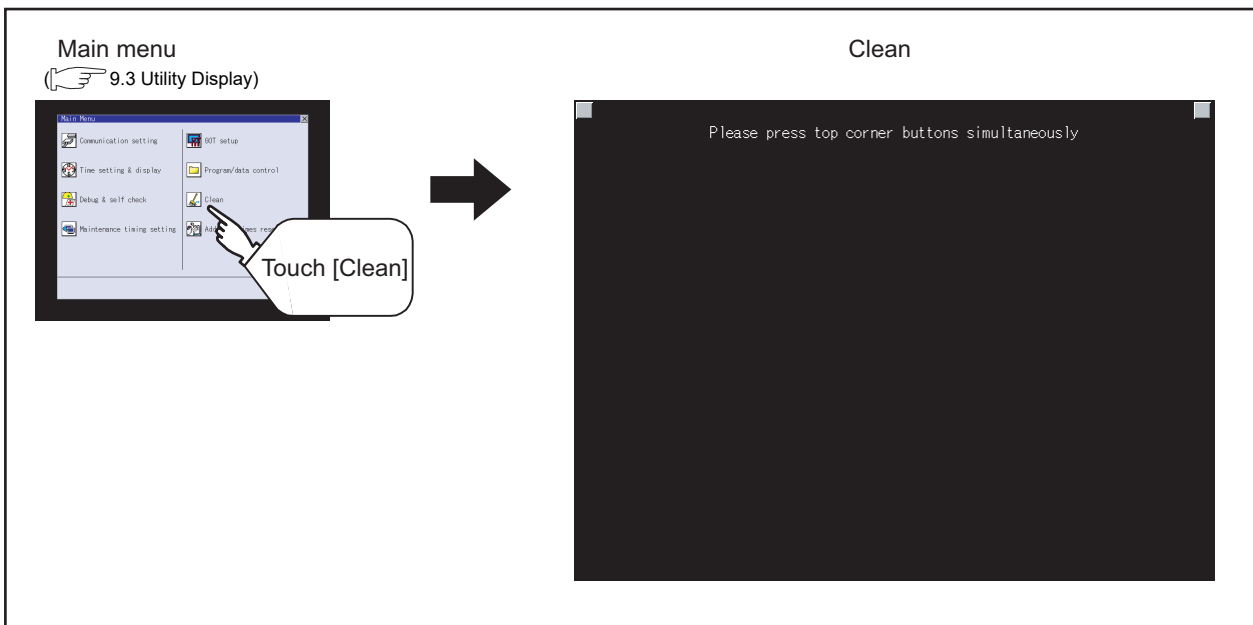 Main menu
( 9.3 Utility Display)
Main Menu
Communication setting
GOT setup
Time setting & display
Program/data control
Debug & self check
Clean
Maintenance timing setting
Touch [Clean]
Clean
Please press top corner buttons simultaneously